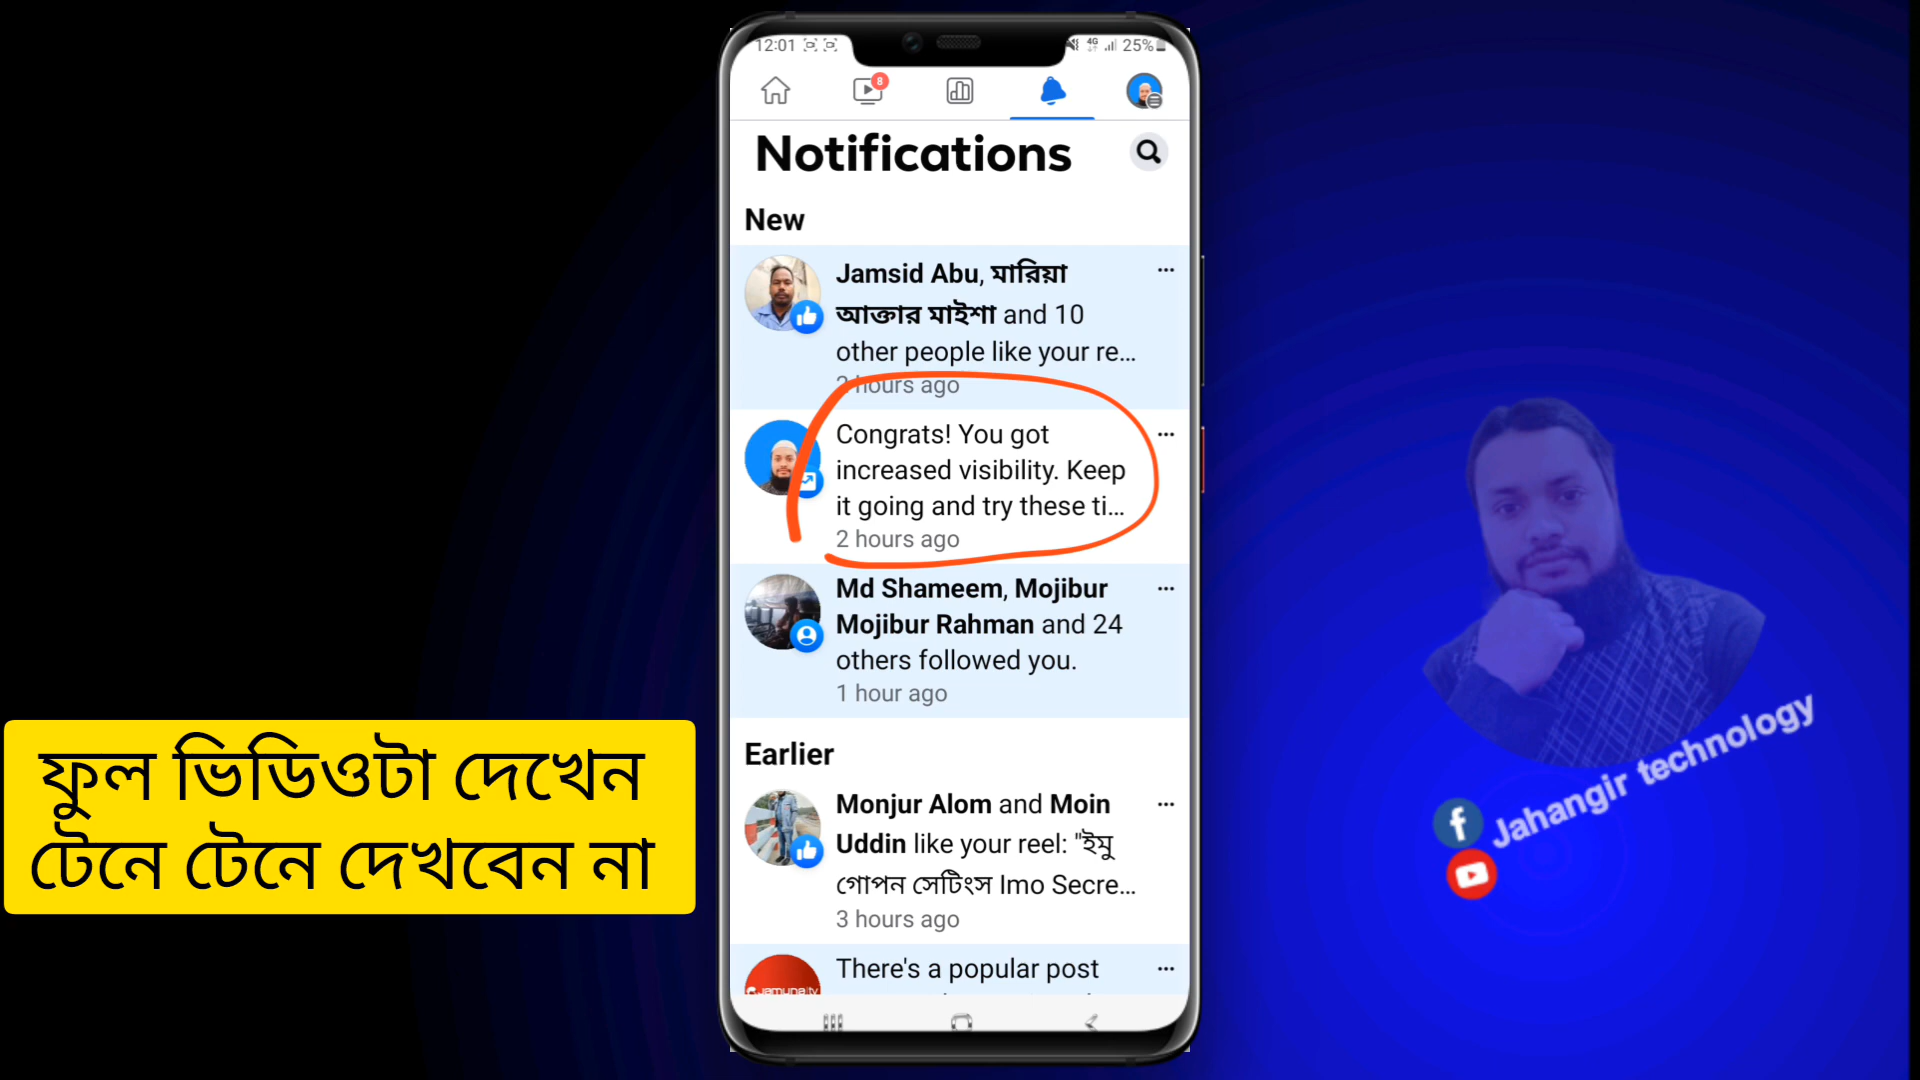 12:01
4G
25%
8
Notifications
New
Jamsid Abu, মারিয়া
আক্তার মাইশা and 10
other people like your re...
hours ago
Congrats! You got
increased visibility. Keep
it going and try these ti...
2 hours ago
Md Shameem, Mojibur
Mojibur Rahman and 24
others followed you.
1 hour ago
Earlier
Monjur Alom and Moin
Uddin like your reel: "ইমু
গোপন সেটিংস Imo Secre...
3 hours ago
There's a popular post
ফুল ভিডিওটা দেখেন
টেনে টেনে দেখবেন না
Jahangir technology